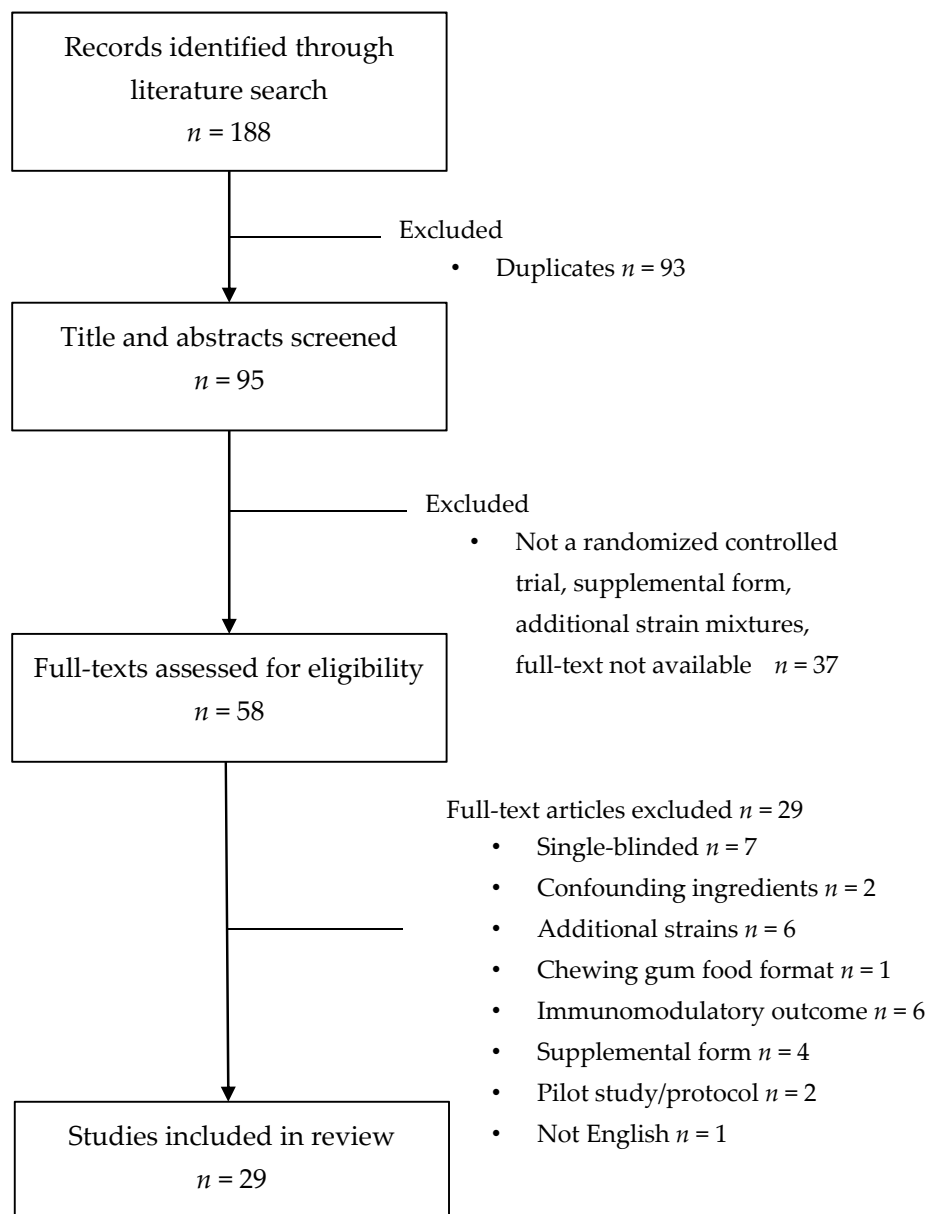 Records identified through
literature search
n = 188
Excluded
• Duplicates n = 93
Title and abstracts screened
n = 95
Excluded
• Not a randomized controlled
trial, supplemental form,
additional strain mixtures,
full-text not available n = 37
Full-texts assessed for eligibility
n = 58
Full-text articles excluded n = 29
• Single-blinded n = 7
• Confounding ingredients n = 2
• Additional strains n = 6
• Chewing gum food format n = 1
• Immunomodulatory outcome n = 6
• Supplemental form n = 4
• Pilot study/protocol n = 2
• Not English n = 1
Studies included in review
n = 29